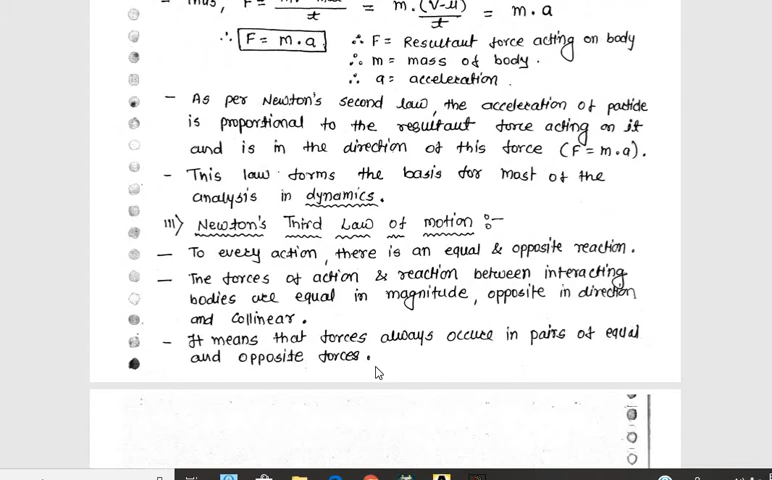 - Thus, F = = m. (V-u)/t = m.a
∴ F = m.a ∴ F = Resultant force acting on body
∴ m = mass of body.
∴ a = acceleration.
- As per Newton's second law, the acceleration of particle
is proportional to the resultant force acting on it
and is in the direction of this force (F = m.a).
- This law forms the basis for most of the
analysis in dynamics.
III) Newton's Third Law of motion :-
- To every action, there is an equal & opposite reaction.
- The forces of action & reaction between interacting
bodies are equal in magnitude, opposite in direction
and collinear.
- It means that forces always occure in pairs of equal
and opposite forces.